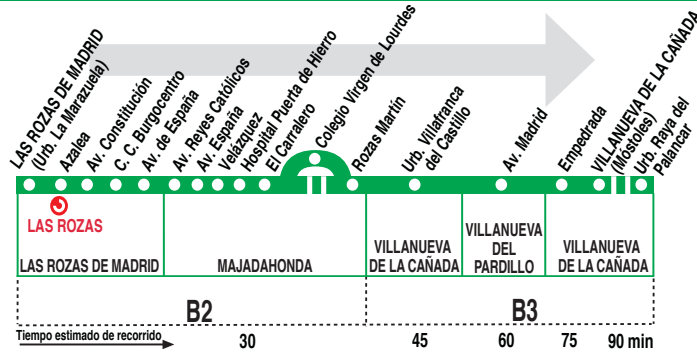 LAS ROZAS DE MADRID
(Urb. La Marazuela)
Azalea
Av. Constitución
C. C. Burgocentro
Av. de España
Av. Reyes Católicos
Av. España
Velázquez
Hospital Puerta de Hierro
El Carralero
Colegio Virgen de Lourdes
Rozas Martín
Urb. Villafranca
del Castillo
Av. Madrid
Empedrada
VILLANUEVA DE LA CAÑADA
(Móstoles)
Urb. Raya del
Palancar
LAS ROZAS
LAS ROZAS DE MADRID
MAJADAHONDA
VILLANUEVA
DE LA CAÑADA
VILLANUEVA
DEL
PARDILLO
VILLANUEVA
DE LA CAÑADA
B2
B3
Tiempo estimado de recorrido
30
45
60
75
90 min